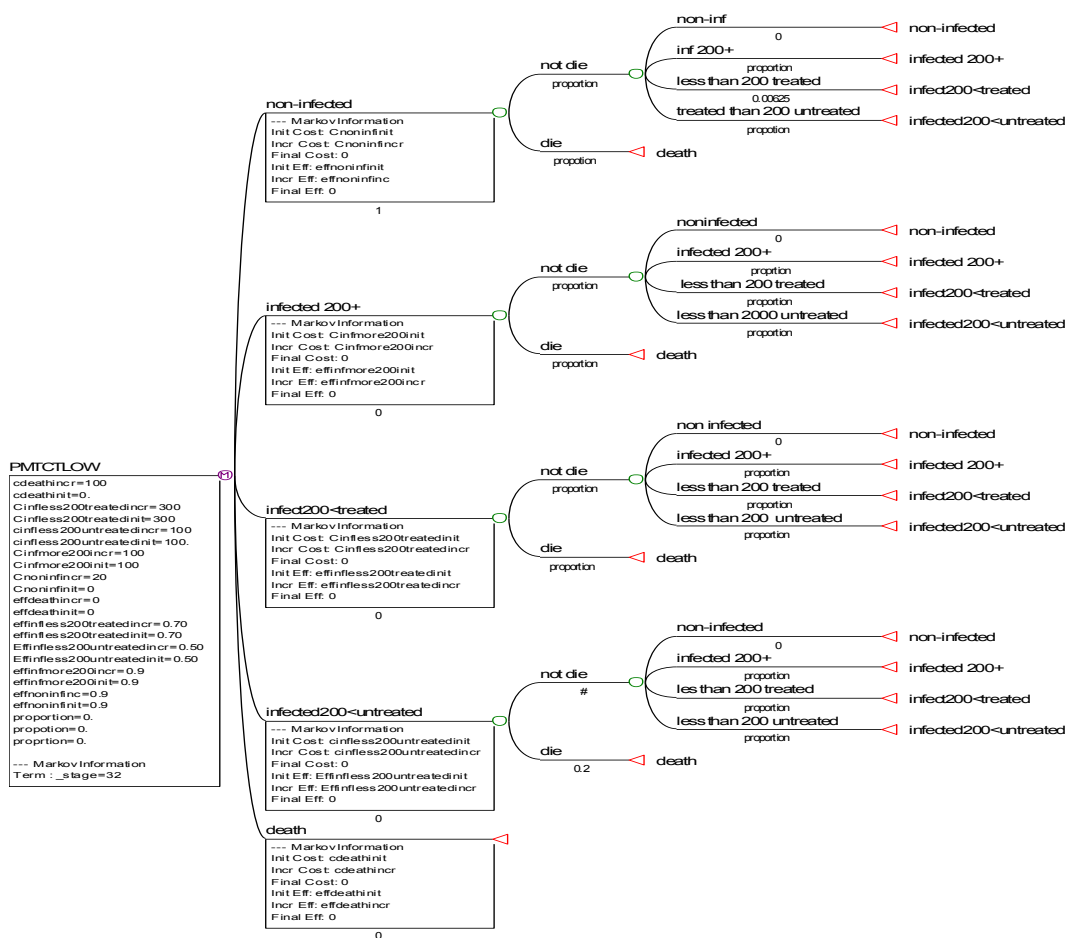 PMTCTLOW
cdeathincr=100
cdeathinit=0.
Cinfless200treatedincr=300
Cinfless200treatedinit=300
cinfless200untreatedincr=100
cinfless200untreatedinit=100.
Cinfmore200incr=100
Cinfmore200init=100
Cnoninfincr=20
Cnoninfinit=0
effdeathincr=0
effdeathinit=0
effinfless200treatedincr=0.70
effinfless200treatedinit=0.70
Effinfless200untreatedincr=0.50
Effinfless200untreatedinit=0.50
effinfmore200incr=0.9
effinfmore200init=0.9
effnoninfinc=0.9
effnoninfinit=0.9
proportion=0.
propotion=0.
proprtion=0.
--- Markov Information
Term : _stage=32
non-infected
--- Markov Information
Init Cost: Cnoninfinit
Incr Cost: Cnoninfincr
Final Cost: 0
Init Eff: effnoninfinit
Incr Eff: effnoninfinc
Final Eff: 0
1
not die
proportion
non-inf
0
non-infected
inf 200+
proportion
infected 200+
less than 200 treated
0.00625
infect200<treated
treated than 200 untreated
proportion
infected200<untreated
die
propotion
death
infected 200+
--- Markov Information
Init Cost: Cinfmore200init
Incr Cost: Cinfmore200incr
Final Cost: 0
Init Eff: effinfmore200init
Incr Eff: effinfmore200incr
Final Eff: 0
0
not die
proportion
noninfected
0
non-infected
infected 200+
proprtion
infected 200+
less than 200 treated
proportion
infect200<treated
less than 2000 untreated
proportion
infected200<untreated
die
proportion
death
infect200<treated
--- Markov Information
Init Cost: Cinfless200treatedinit
Incr Cost: Cinfless200treatedincr
Final Cost: 0
Init Eff: effinfless200treatedinit
Incr Eff: effinfless200treatedincr
Final Eff: 0
0
not die
proportion
non infected
0
non-infected
infected 200+
proportion
infected 200+
less than 200 treated
proportion
infect200<treated
less than 200 untreated
proportion
infected200<untreated
die
proportion
death
infected200<untreated
--- Markov Information
Init Cost: cinfless200untreatedinit
Incr Cost: cinfless200untreatedincr
Final Cost: 0
Init Eff: Effinfless200untreatedinit
Incr Eff: Effinfless200untreatedincr
Final Eff: 0
0
not die
#
non-infected
0
non-infected
infected 200+
proportion
infected 200+
les than 200 treated
proportion
infect200<treated
less than 200 untreated
proportion
infected200<untreated
die
0.2
death
death
--- Markov Information
Init Cost: cdeathinit
Incr Cost: cdeathincr
Final Cost: 0
Init Eff: effdeathinit
Incr Eff: effdeathincr
Final Eff: 0
0